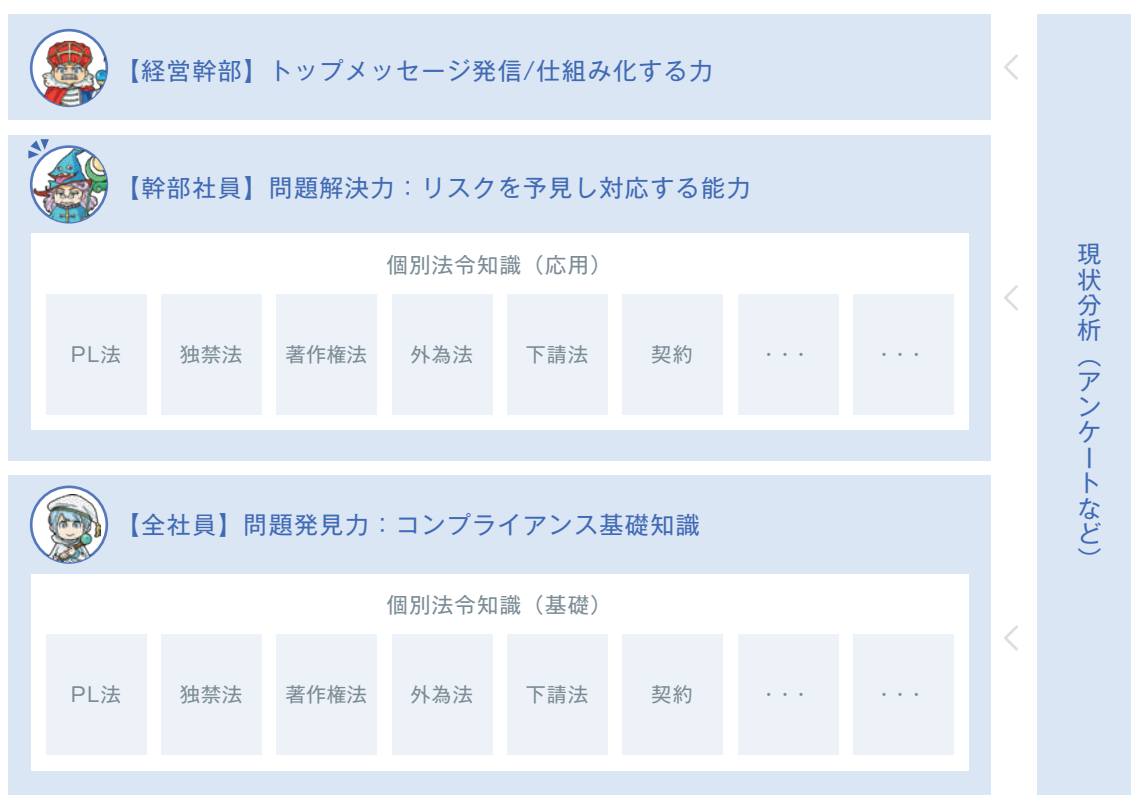 【経営幹部】トップメッセージ発信/仕組み化する力
【幹部社員】問題解決力：リスクを予見し対応する能力
個別法令知識（応用）
PL法
独禁法
著作権法
外為法
下請法
契約
・・・
・・・
【全社員】問題発見力：コンプライアンス基礎知識
個別法令知識（基礎）
PL法
独禁法
著作権法
外為法
下請法
契約
・・・
・・・
現状分析（アンケートなど）